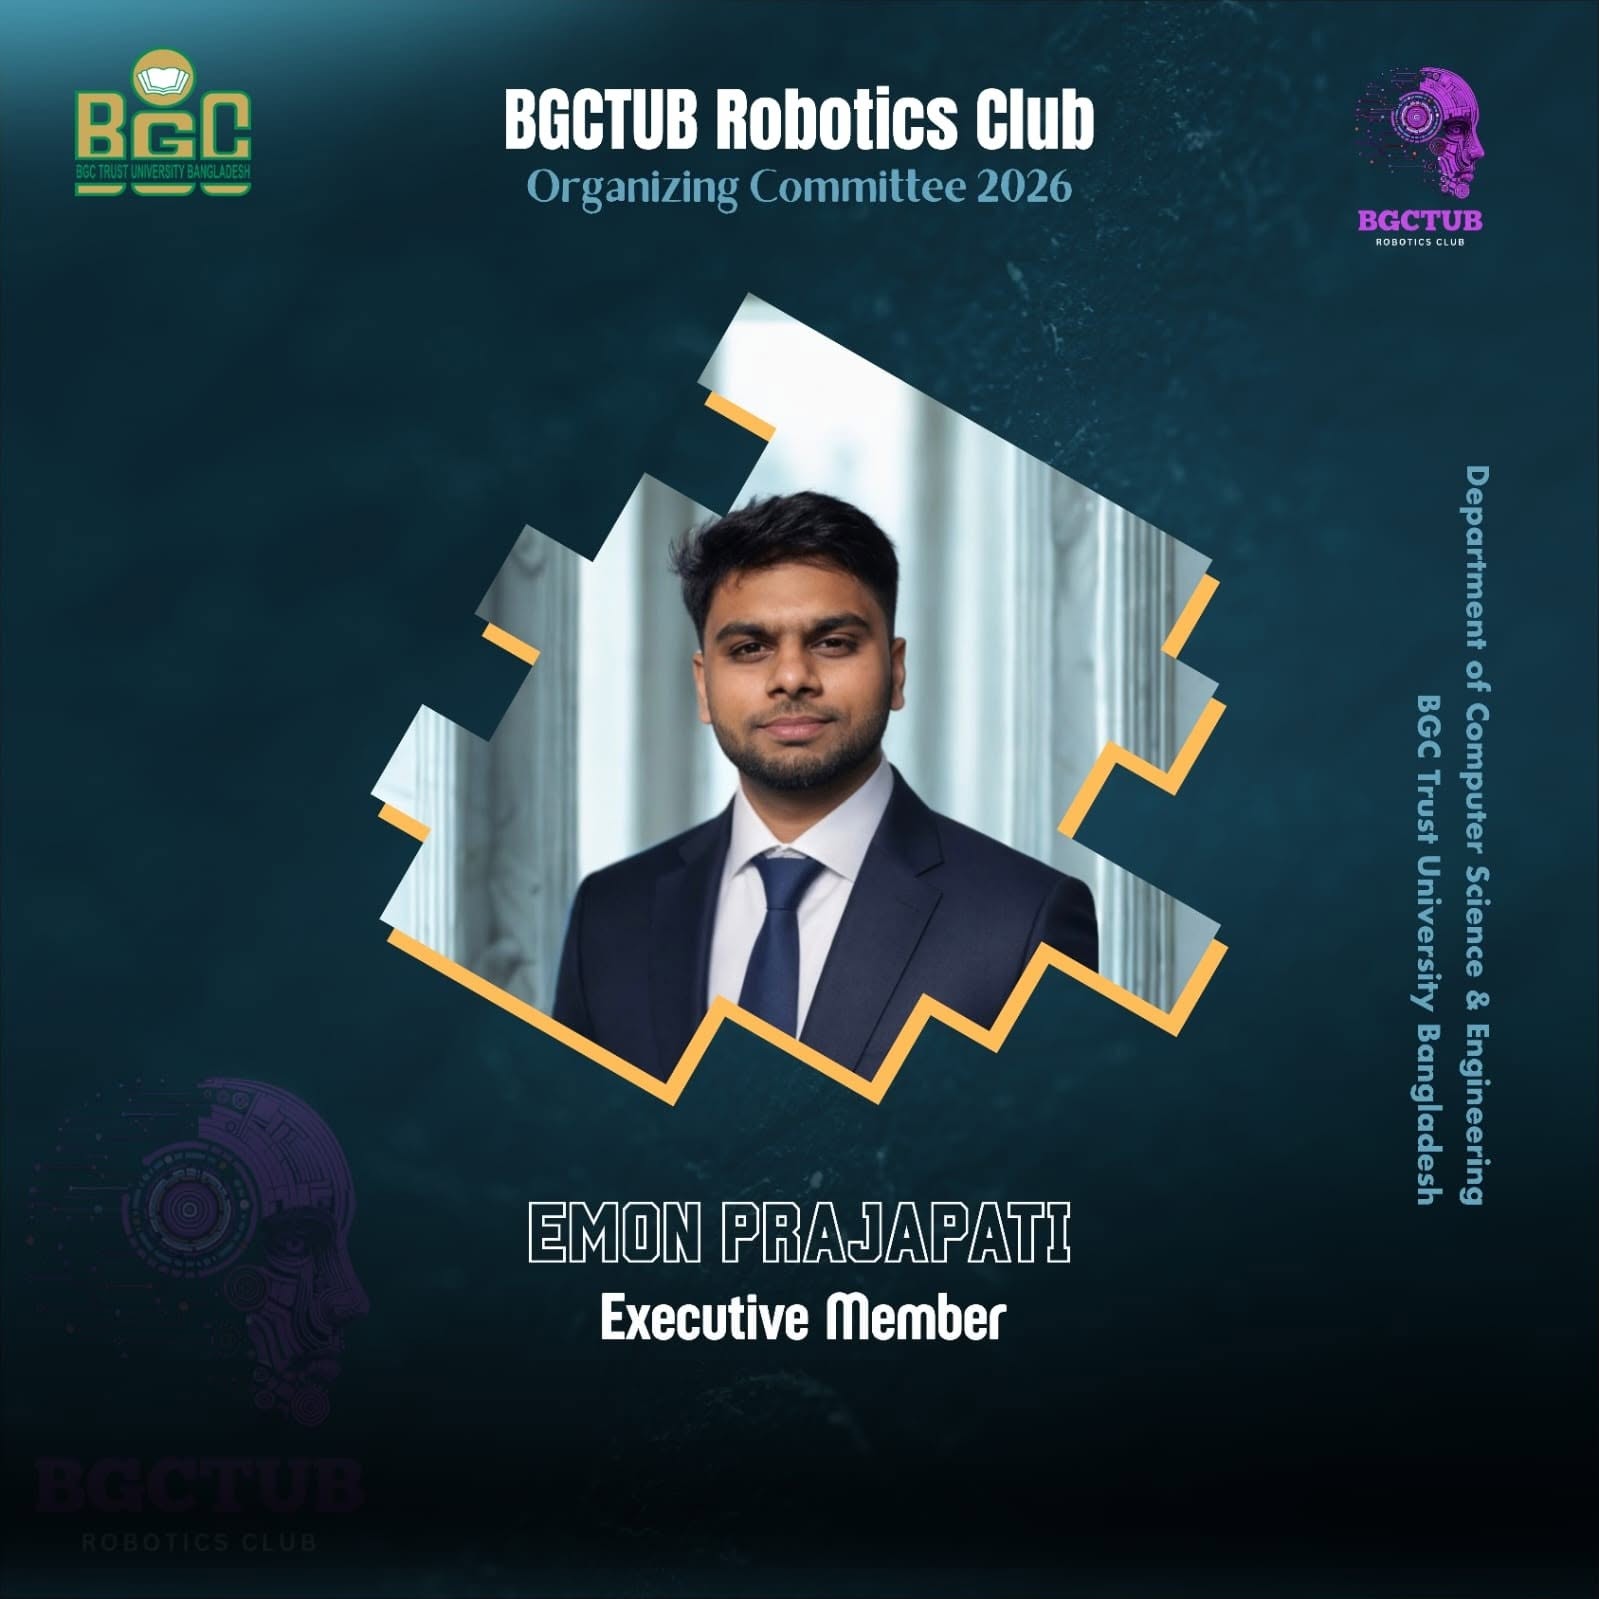 BGC
BGC TRUST UNIVERSITY BANGLADESH
BGCTUB Robotics Club
Organizing Committee 2026
BGCTUB
ROBOTICS CLUB
Department of Computer Science & Engineering
BGC Trust University Bangladesh
EMON PRAJAPATI
Executive Member
BGCTUB
ROBOTICS CLUB